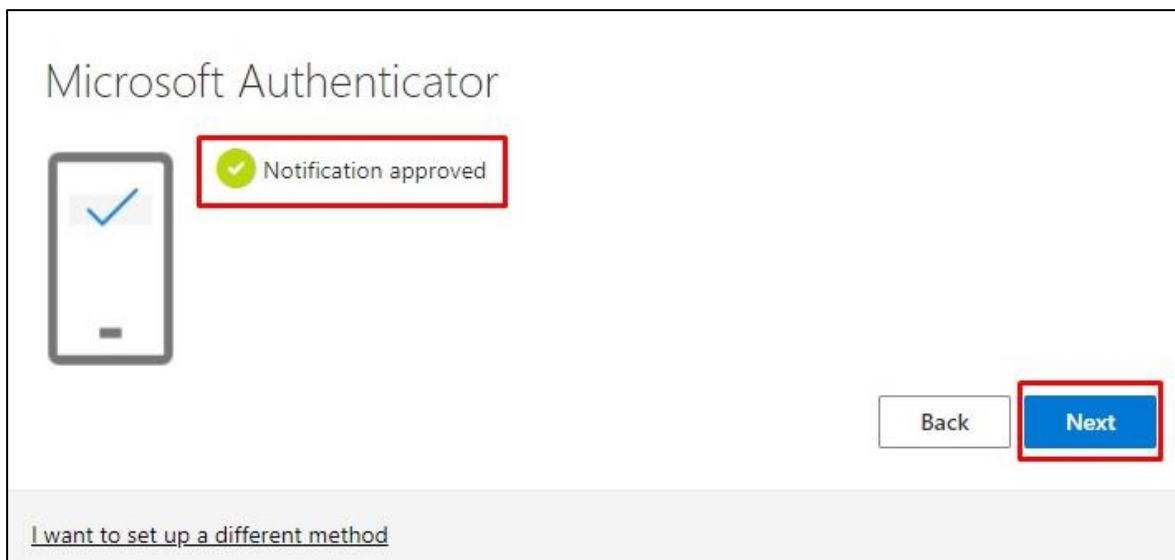 Microsoft Authenticator
Notification approved
Back
Next
I want to set up a different method